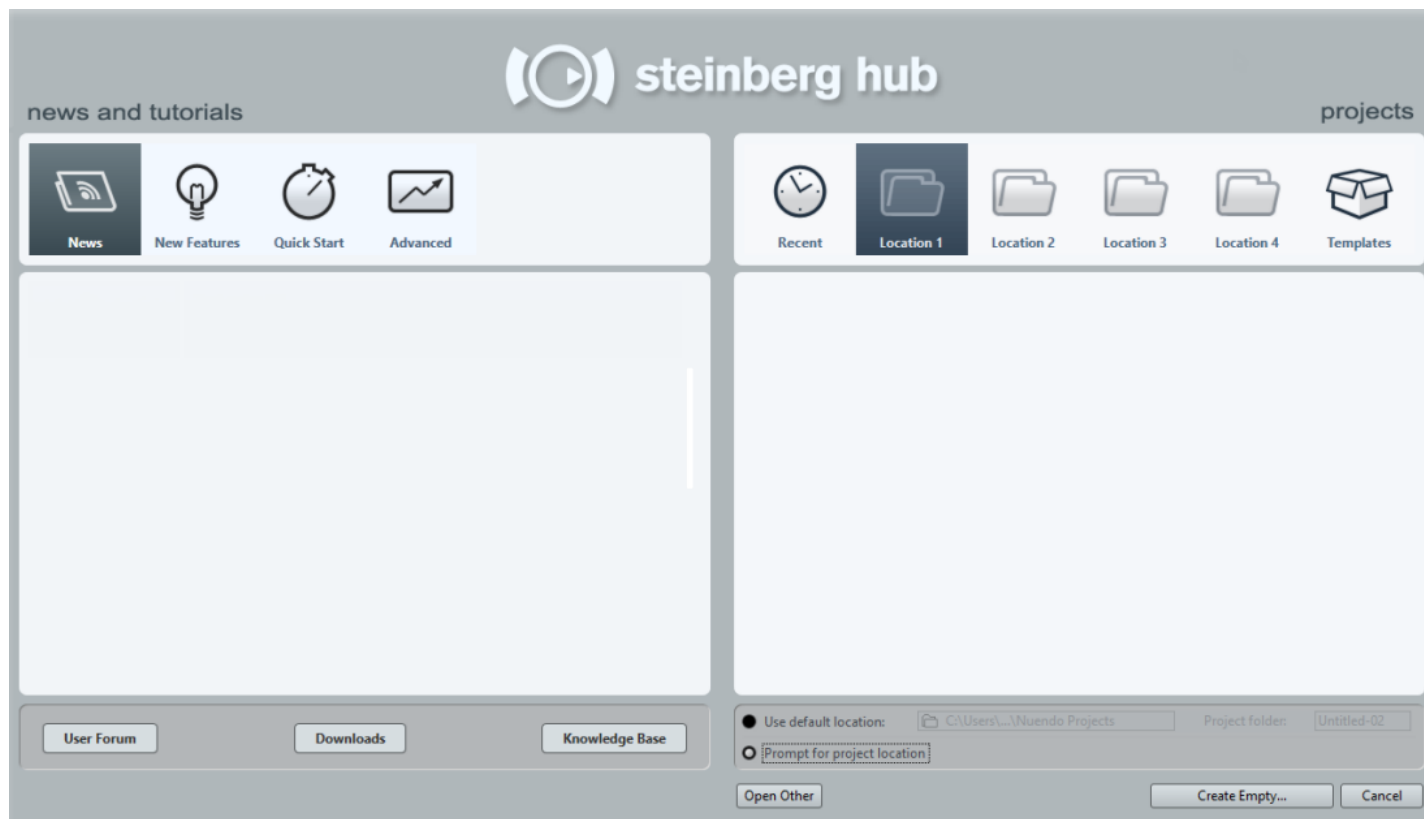 steinberg hub
news and tutorials
projects
News
New Features
Quick Start
Advanced
Recent
Location 1
Location 2
Location 3
Location 4
Templates
User Forum
Downloads
Knowledge Base
Use default location:
C:\Users\...\Nuendo Projects
Project folder:
Untitled-02
Prompt for project location
Open Other
Create Empty...
Cancel